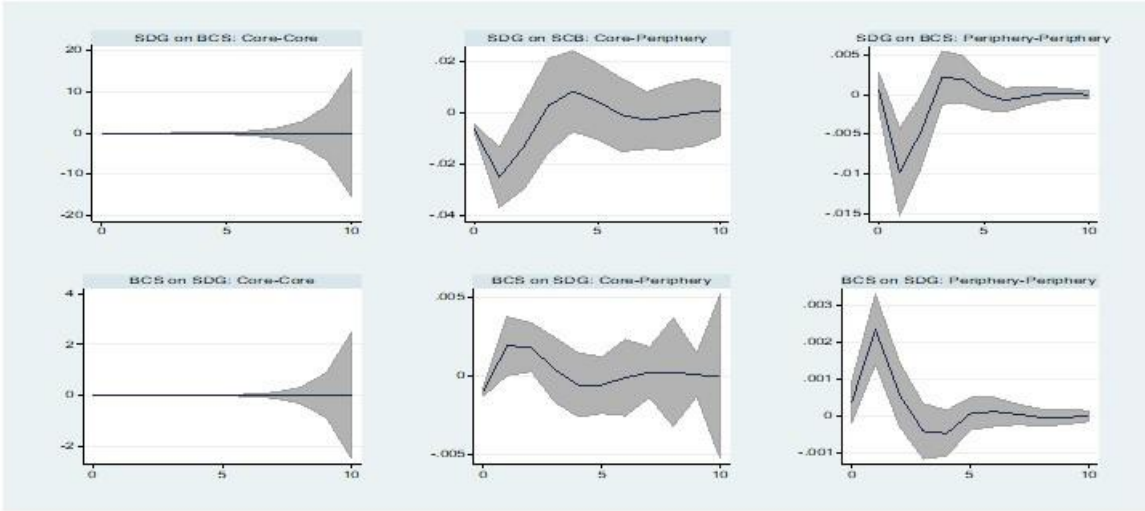 SDG on BCS: Core-Core
20
10
0
-10
-20
0 5 10
SDG on SCB: Core-Periphery
.02
0
-.02
-.04
0 5 10
SDG on BCS: Periphery-Periphery
.005
0
-.005
-.01
-.015
0 5 10
BCS on SDG: Core-Core
4
2
0
-2
0 5 10
BCS on SDG: Core-Periphery
.005
0
-.005
0 5 10
BCS on SDG: Periphery-Periphery
.003
.002
.001
0
-.001
0 5 10